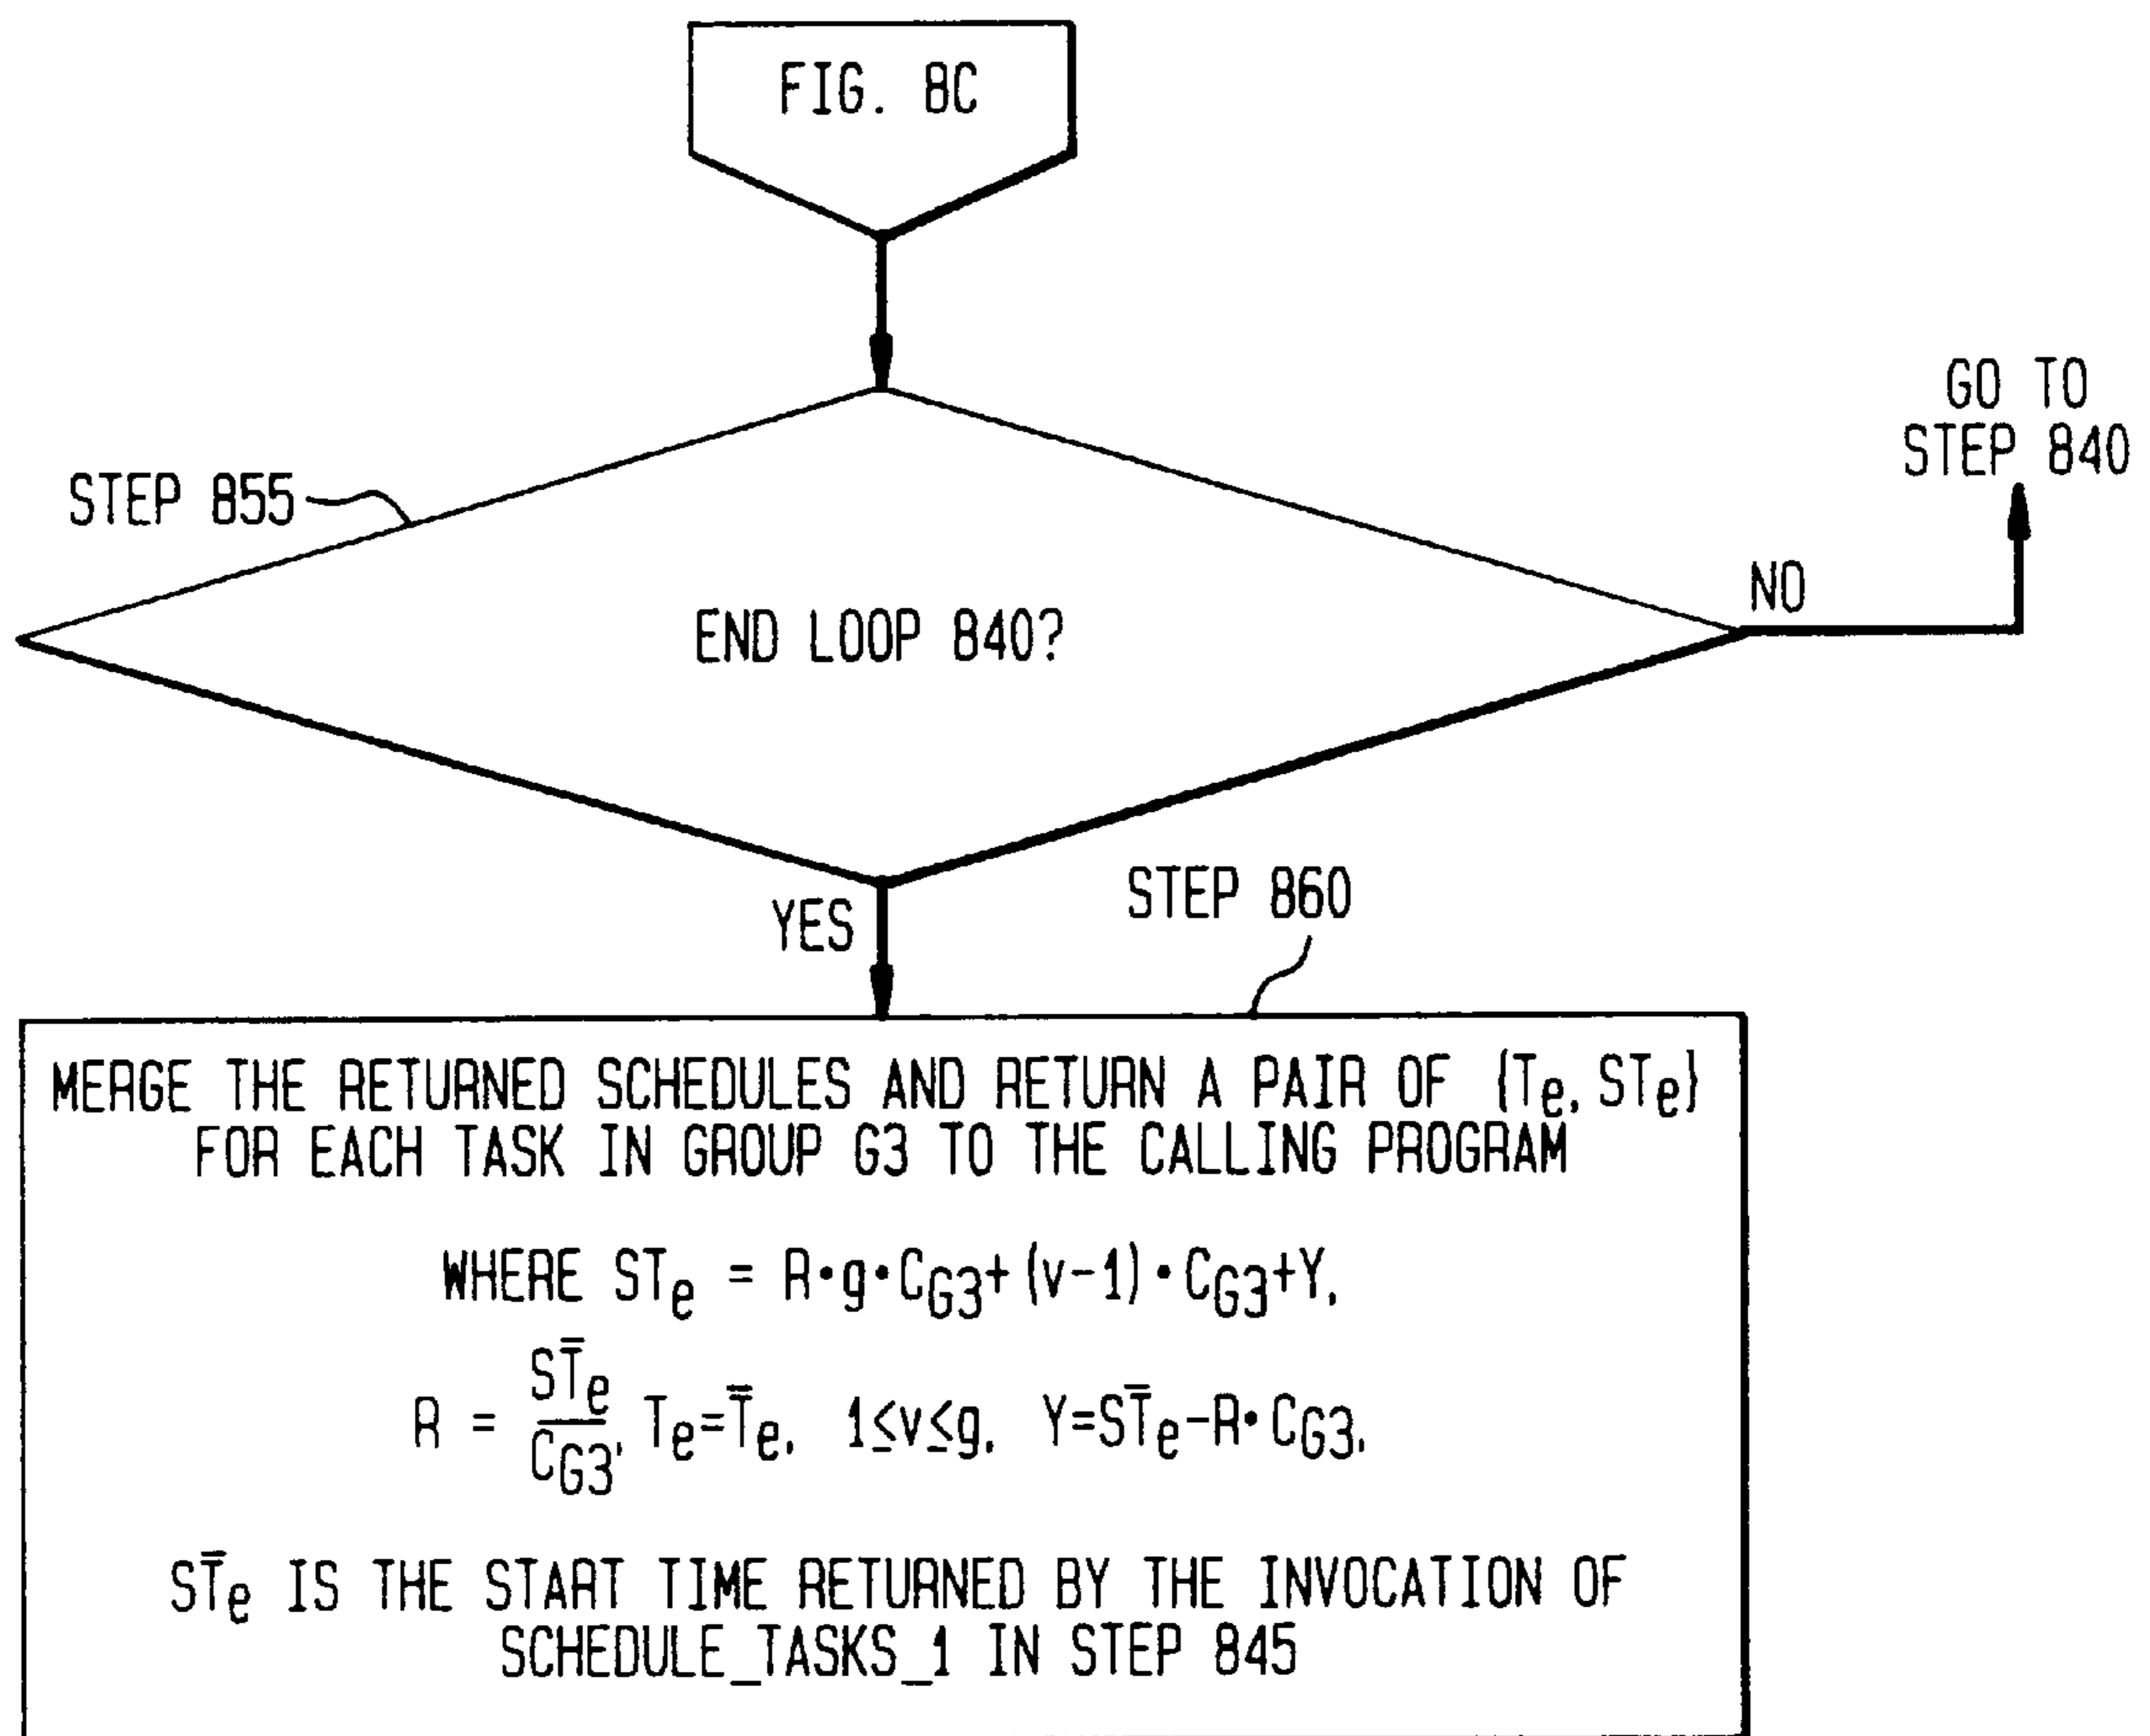 FIG. 8C
GO TO
STEP 840
STEP 855
NO
END LOOP 840?
STEP 860
YES
MERGE THE RETURNED SCHEDULES AND RETURN A PAIR OF {Te, STe}
FOR EACH TASK IN GROUP G3 TO THE CALLING PROGRAM
WHERE STe = R•g•CG3+(v-1)•CG3+Y,
R = ST̄e/CG3, Te=T̄e, 1≤v≤g, Y=ST̄e-R•CG3,
ST̄e IS THE START TIME RETURNED BY THE INVOCATION OF
SCHEDULE_TASKS_1 IN STEP 845